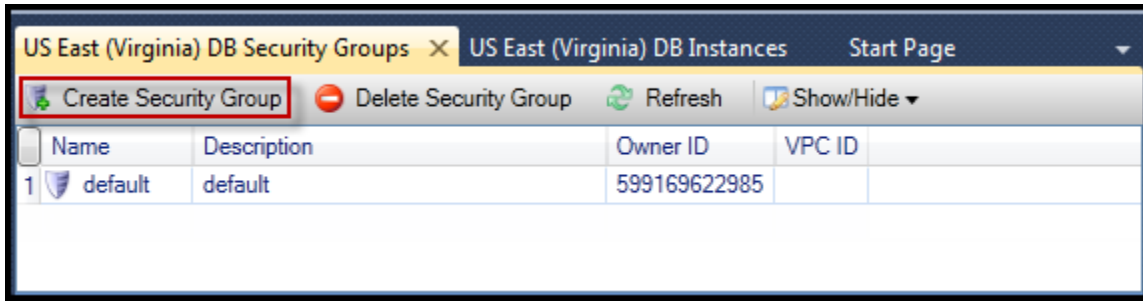 US East (Virginia) DB Security Groups US East (Virginia) DB Instances Start Page
Create Security Group Delete Security Group Refresh Show/Hide
Name Description Owner ID VPC ID
1 default default 599169622985